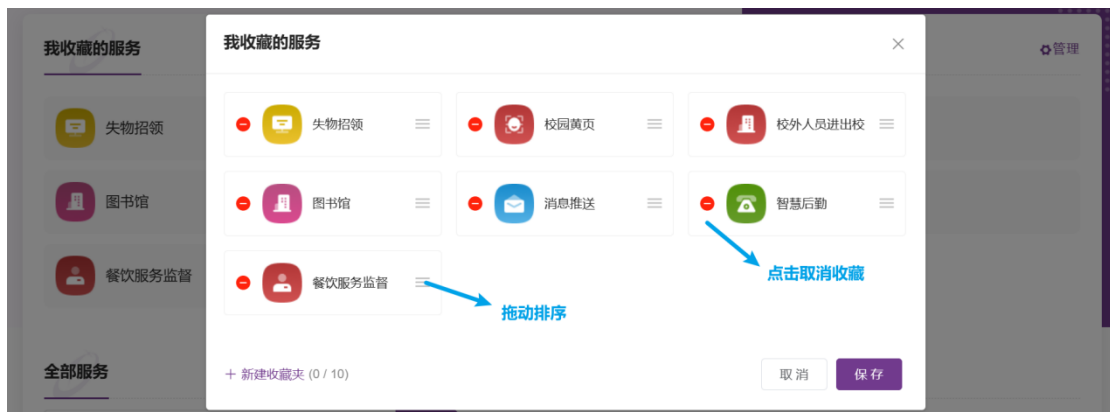 我收藏的服务
管理
失物招领
图书馆
餐饮服务监督
全部服务
我收藏的服务
失物招领
校园黄页
校外人员进出校
图书馆
消息推送
智慧后勤
餐饮服务监督
点击取消收藏
拖动排序
+ 新建收藏夹 (0 / 10)
取消
保存